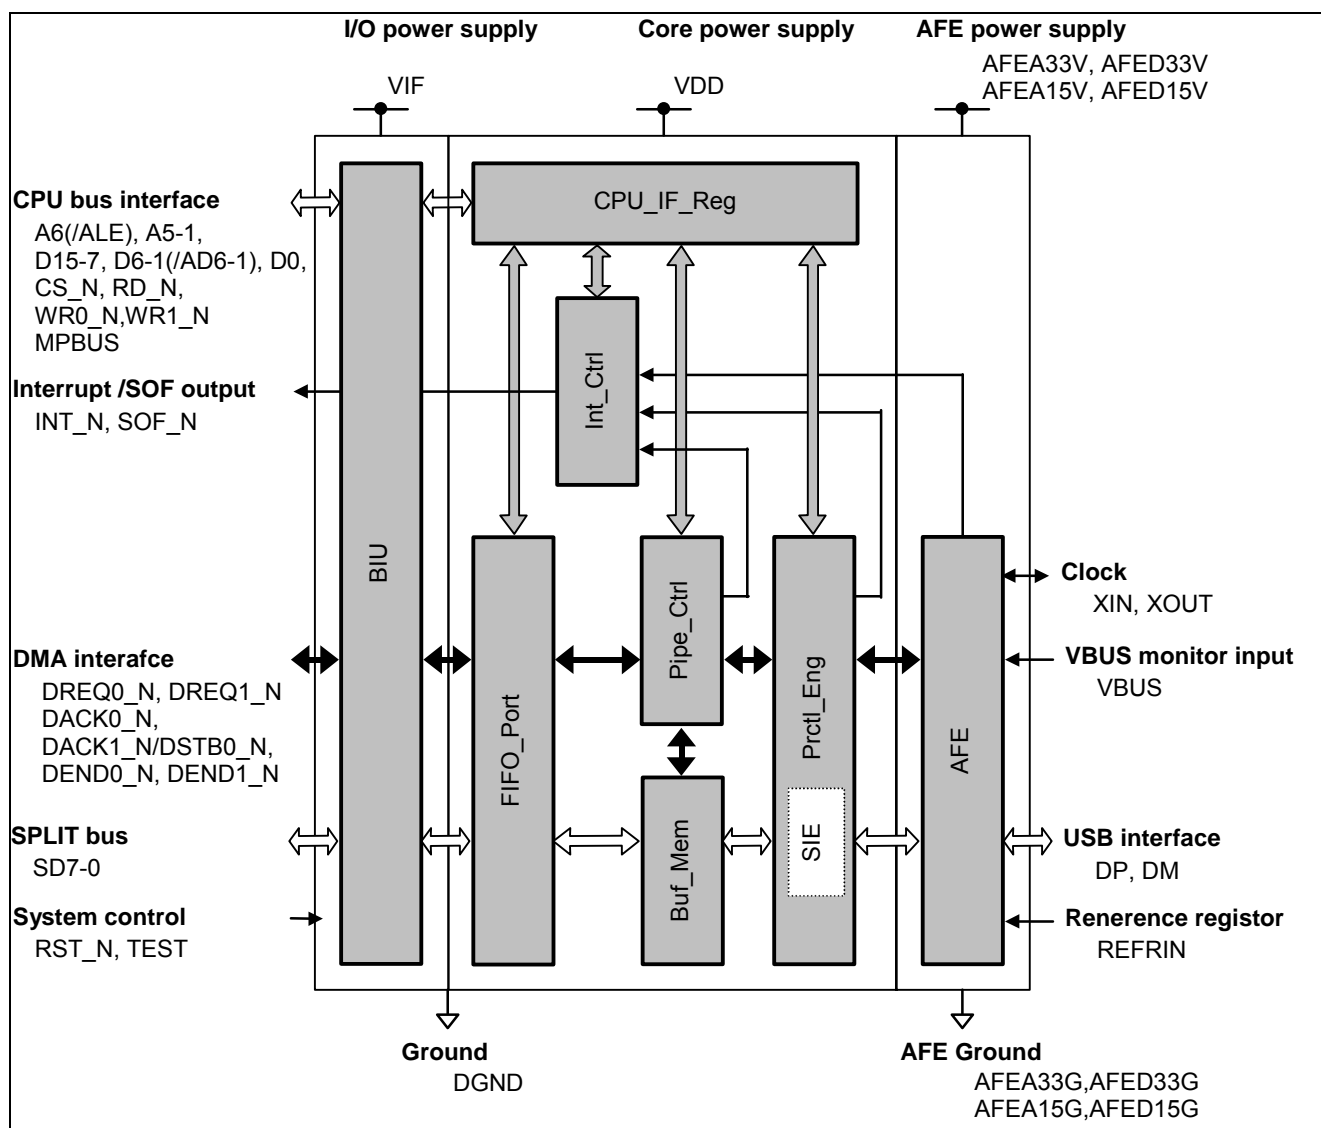 I/O power supply
Core power supply
AFE power supply
AFEA33V, AFED33V
AFEA15V, AFED15V
VIF
VDD
CPU bus interface
A6(/ALE), A5-1,
D15-7, D6-1(/AD6-1), D0,
CS_N, RD_N,
WR0_N,WR1_N
MPBUS
Interrupt /SOF output
INT_N, SOF_N
DMA interafce
DREQ0_N, DREQ1_N
DACK0_N,
DACK1_N/DSTB0_N,
DEND0_N, DEND1_N
SPLIT bus
SD7-0
System control
RST_N, TEST
BIU
CPU_IF_Reg
Int_Ctrl
FIFO_Port
Pipe_Ctrl
Buf_Mem
Prctl_Eng
SIE
AFE
Clock
XIN, XOUT
VBUS monitor input
VBUS
USB interface
DP, DM
Renerence registor
REFRIN
Ground
DGND
AFE Ground
AFEA33G,AFED33G
AFEA15G,AFED15G